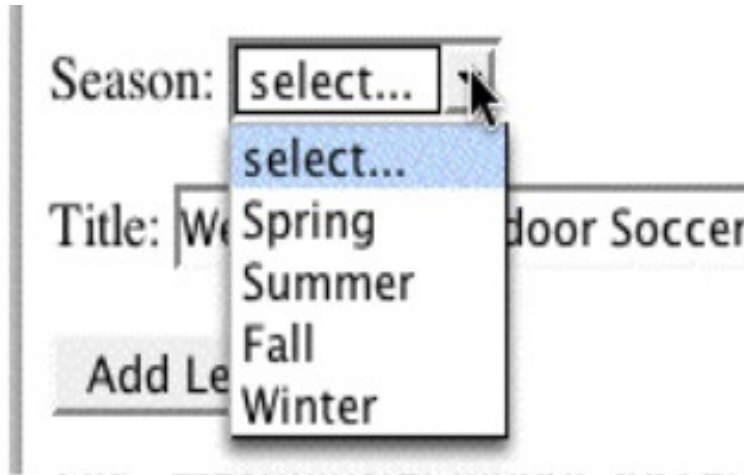 Season: select...
select...
Title: We door Soccer
Spring
Summer
Fall
Add Le
Winter